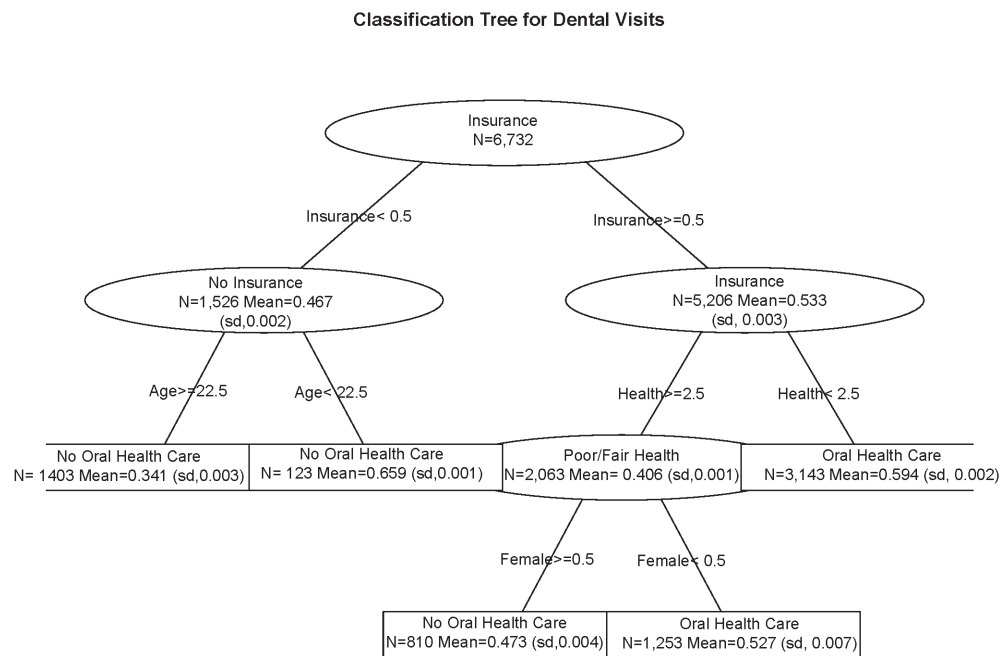 Classification Tree for Dental Visits
Insurance
N=6,732
Insurance< 0.5
Insurance>=0.5
No Insurance
N=1,526 Mean=0.467
(sd,0.002)
Insurance
N=5,206 Mean=0.533
(sd, 0.003)
Age>=22.5
Age< 22.5
Health>=2.5
Health< 2.5
No Oral Health Care
N= 1403 Mean=0.341 (sd,0.003)
No Oral Health Care
N= 123 Mean=0.659 (sd,0.001)
Poor/Fair Health
N=2,063 Mean= 0.406 (sd,0.001)
Oral Health Care
N=3,143 Mean=0.594 (sd, 0.002)
Female>=0.5
Female< 0.5
No Oral Health Care
N=810 Mean=0.473 (sd,0.004)
Oral Health Care
N=1,253 Mean=0.527 (sd, 0.007)